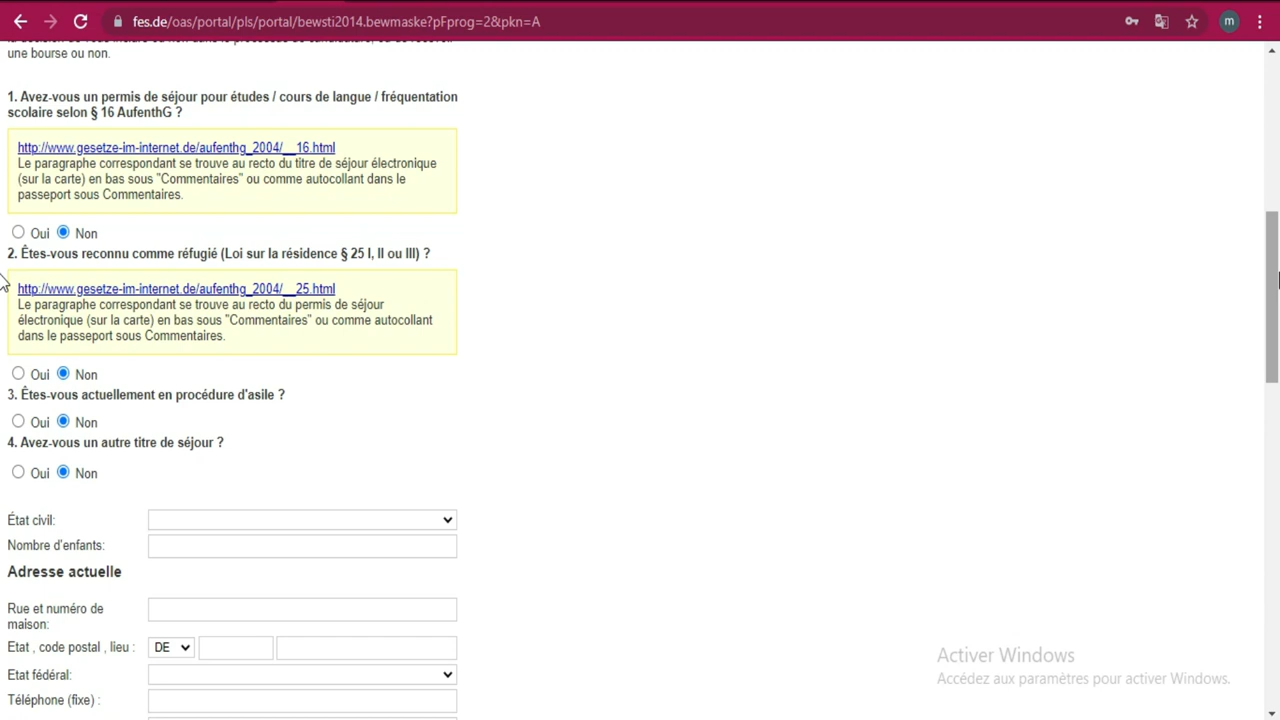 fes.de/oas/portal/pls/portal/bewsti2014.bewmaske?pFprog=2&pkn=A
m
une bourse ou non.
1. Avez-vous un permis de séjour pour études / cours de langue / fréquentation
scolaire selon § 16 AufenthG ?
http://www.gesetze-im-internet.de/aufenthg_2004/__16.html
Le paragraphe correspondant se trouve au recto du titre de séjour électronique
(sur la carte) en bas sous "Commentaires" ou comme autocollant dans le
passeport sous Commentaires.
Oui Non
2. Êtes-vous reconnu comme réfugié (Loi sur la résidence § 25 I, II ou III) ?
http://www.gesetze-im-internet.de/aufenthg_2004/__25.html
Le paragraphe correspondant se trouve au recto du permis de séjour
électronique (sur la carte) en bas sous "Commentaires" ou comme autocollant
dans le passeport sous Commentaires.
Oui Non
3. Êtes-vous actuellement en procédure d'asile ?
Oui Non
4. Avez-vous un autre titre de séjour ?
Oui Non
État civil:
Nombre d'enfants:
Adresse actuelle
Rue et numéro de
maison:
Etat , code postal , lieu : DE
Etat fédéral:
Téléphone (fixe) :
Activer Windows
Accédez aux paramètres pour activer Windows.